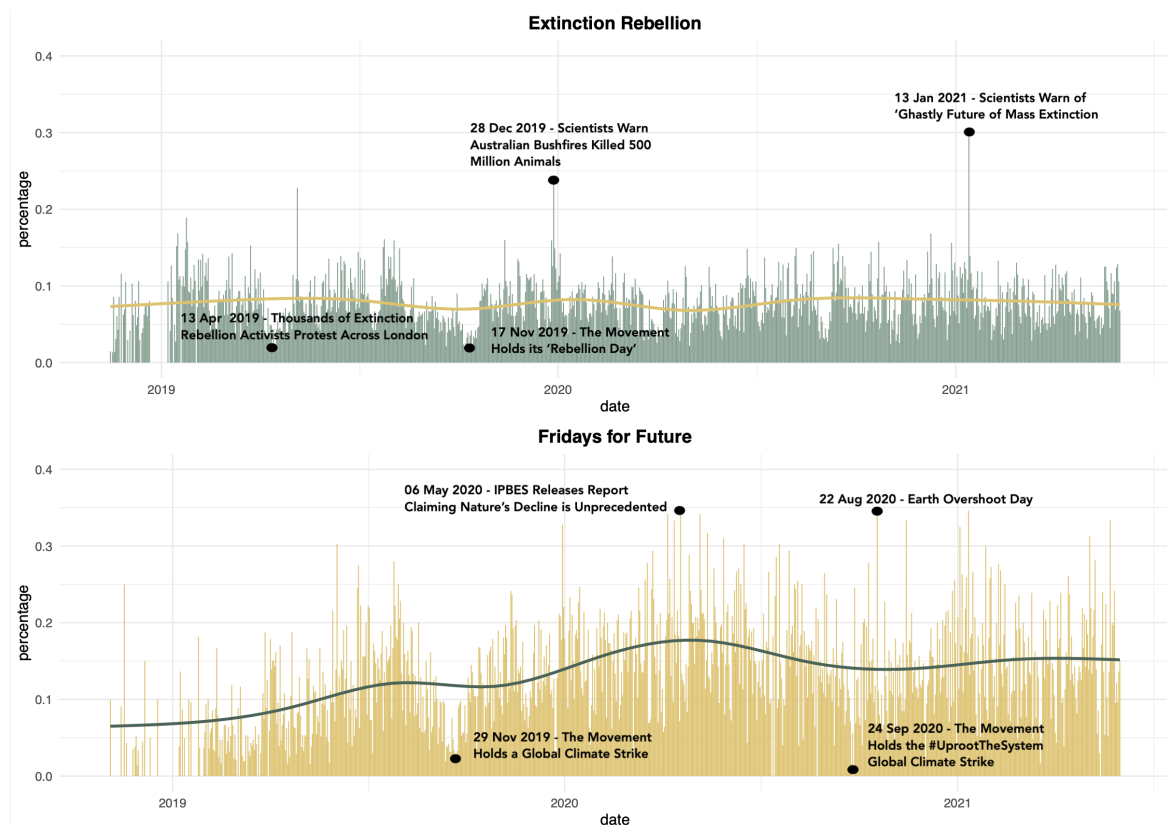 Extinction Rebellion
0.4
0.3
0.2
0.1
0.0
percentage
13 Jan 2021 - Scientists Warn of
‘Ghastly Future of Mass Extinction
28 Dec 2019 - Scientists Warn
Australian Bushfires Killed 500
Million Animals
13 Apr 2019 - Thousands of Extinction
Rebellion Activists Protest Across London
17 Nov 2019 - The Movement
Holds its ‘Rebellion Day’
2019
2020
2021
date
Fridays for Future
0.4
0.3
0.2
0.1
0.0
percentage
06 May 2020 - IPBES Releases Report
Claiming Nature’s Decline is Unprecedented
22 Aug 2020 - Earth Overshoot Day
29 Nov 2019 - The Movement
Holds a Global Climate Strike
24 Sep 2020 - The Movement
Holds the #UprootTheSystem
Global Climate Strike
2019
2020
2021
date